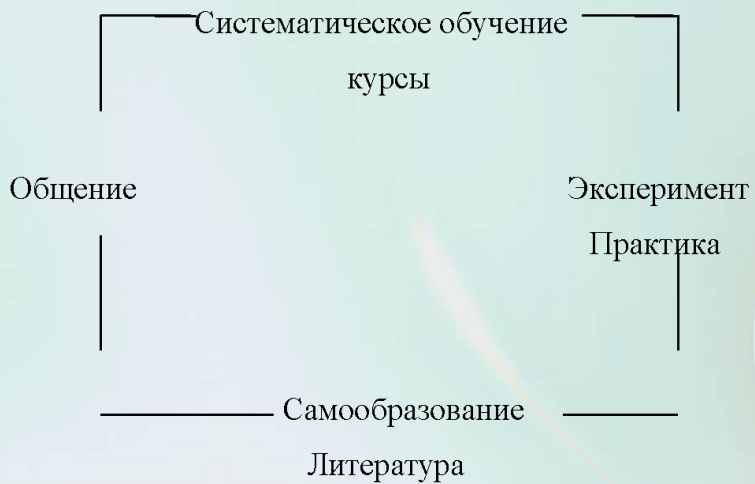 Систематическое обучение
курсы
Общение
Эксперимент
Практика
Самообразование
Литература